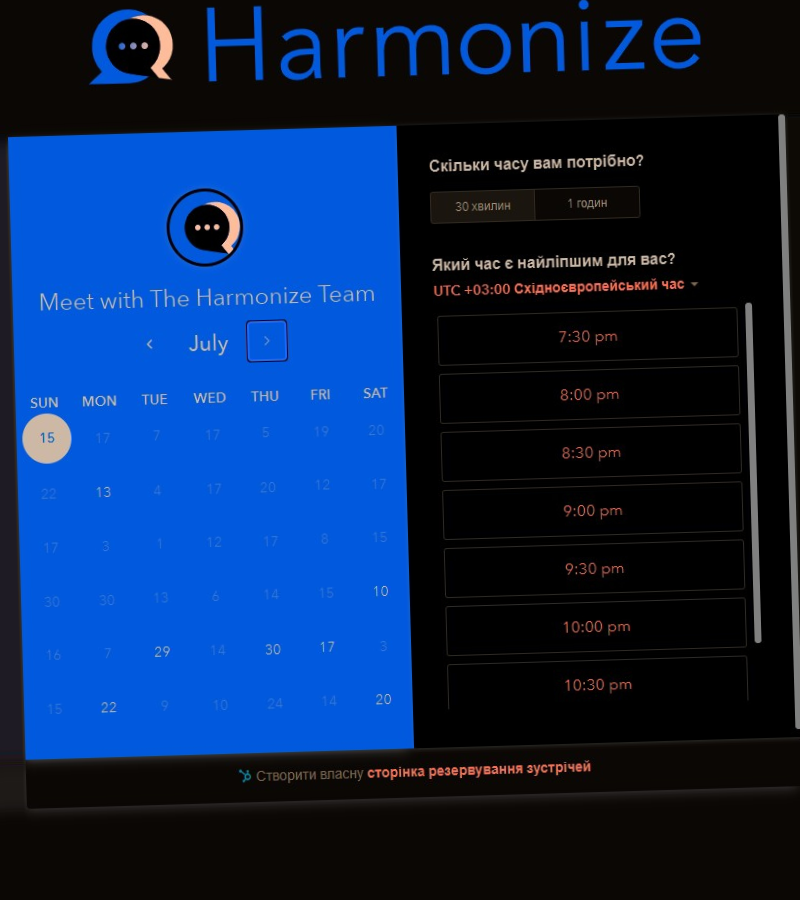 Harmonize
Meet with The Harmonize Team
July
SUN MON TUE WED THU FRI SAT
15 17 7 17 5 19 20
22 13 4 17 20 12 17
17 3 1 12 17 8 15
30 30 13 6 14 15 10
16 7 29 14 30 17 3
15 22 9 10 24 14 20
Скільки часу вам потрібно?
30 хвилин 1 годин
Який час є найліпшим для вас?
UTC +03:00 Східноєвропейський час
7:30 pm
8:00 pm
8:30 pm
9:00 pm
9:30 pm
10:00 pm
10:30 pm
Створити власну сторінка резервування зустрічей